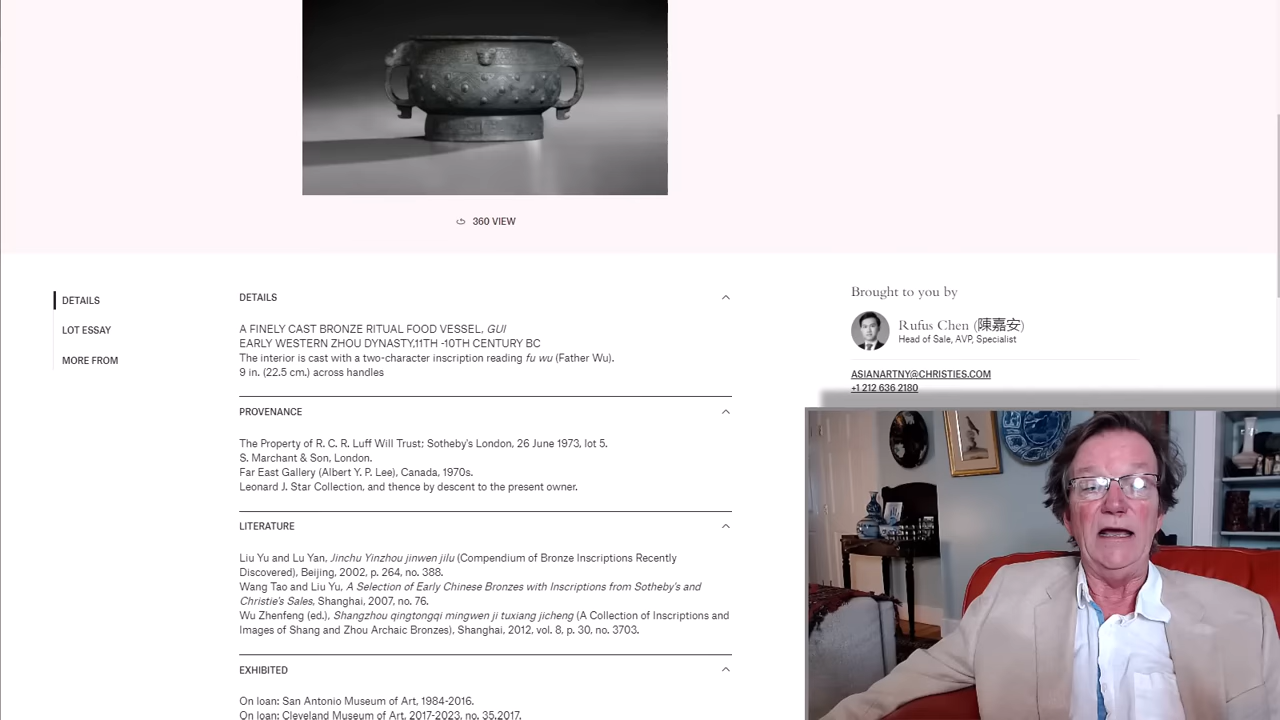 360 VIEW
DETAILS
LOT ESSAY
MORE FROM
DETAILS
A FINELY CAST BRONZE RITUAL FOOD VESSEL, GUI
EARLY WESTERN ZHOU DYNASTY,11TH -10TH CENTURY BC
The interior is cast with a two-character inscription reading fu wu (Father Wu).
9 in. (22.5 cm.) across handles
PROVENANCE
The Property of R. C. R. Luff Will Trust; Sotheby's London, 26 June 1973, lot 5.
S. Marchant & Son, London.
Far East Gallery (Albert Y. P. Lee), Canada, 1970s.
Leonard J. Star Collection, and thence by descent to the present owner.
LITERATURE
Liu Yu and Lu Yan, Jinchu Yinzhou jinwen jilu (Compendium of Bronze Inscriptions Recently
Discovered), Beijing, 2002, p. 264, no. 388.
Wang Tao and Liu Yu, A Selection of Early Chinese Bronzes with Inscriptions from Sotheby's and
Christie's Sales, Shanghai, 2007, no. 76.
Wu Zhenfeng (ed.), Shangzhou qingtongqi mingwen ji tuxiang jicheng (A Collection of Inscriptions and
Images of Shang and Zhou Archaic Bronzes), Shanghai, 2012, vol. 8, p. 30, no. 3703.
EXHIBITED
On loan: San Antonio Museum of Art, 1984-2016.
On loan: Cleveland Museum of Art, 2017-2023, no. 35.2017.
Brought to you by
Rufus Chen (陳嘉安)
Head of Sale, AVP, Specialist
ASIANARTNY@CHRISTIES.COM
+1 212 636 2180